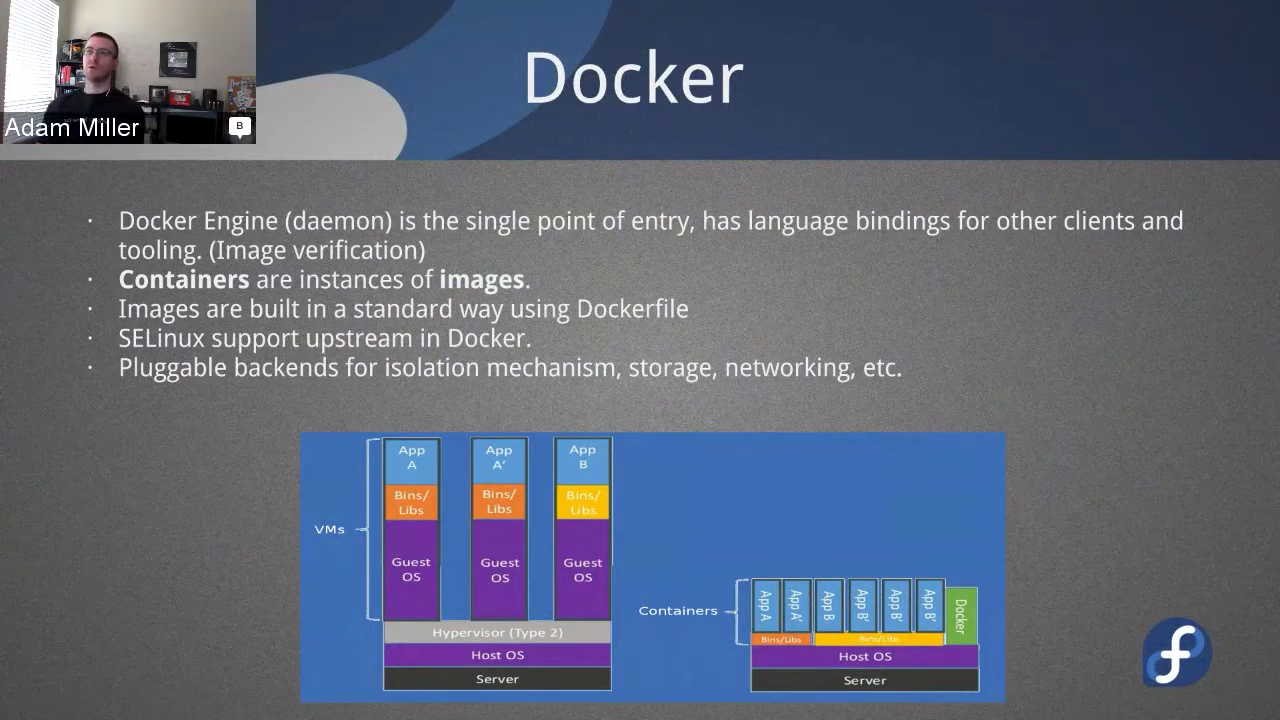 Docker
Adam Miller
B
· Docker Engine (daemon) is the single point of entry, has language bindings for other clients and
tooling. (Image verification)
· Containers are instances of images.
· Images are built in a standard way using Dockerfile
· SELinux support upstream in Docker.
· Pluggable backends for isolation mechanism, storage, networking, etc.
VMs
App
A
Bins/
Libs
Guest
OS
App
A’
Bins/
Libs
Guest
OS
App
B
Bins/
Libs
Guest
OS
Hypervisor (Type 2)
Host OS
Server
Containers
App A
App A’
App B
App B’
App B’
App B’
Docker
Bins/Libs
Bins/Libs
Host OS
Server